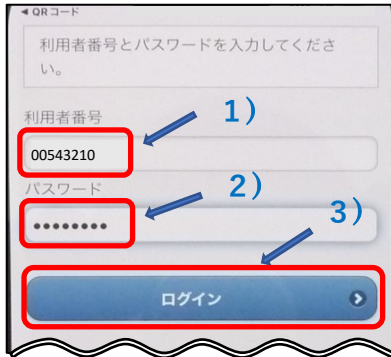 ◀ QRコード
利用者番号とパスワードを入力してくださ
い。
利用者番号
1）
00543210
パスワード
2）
••••••••
3）
ログイン